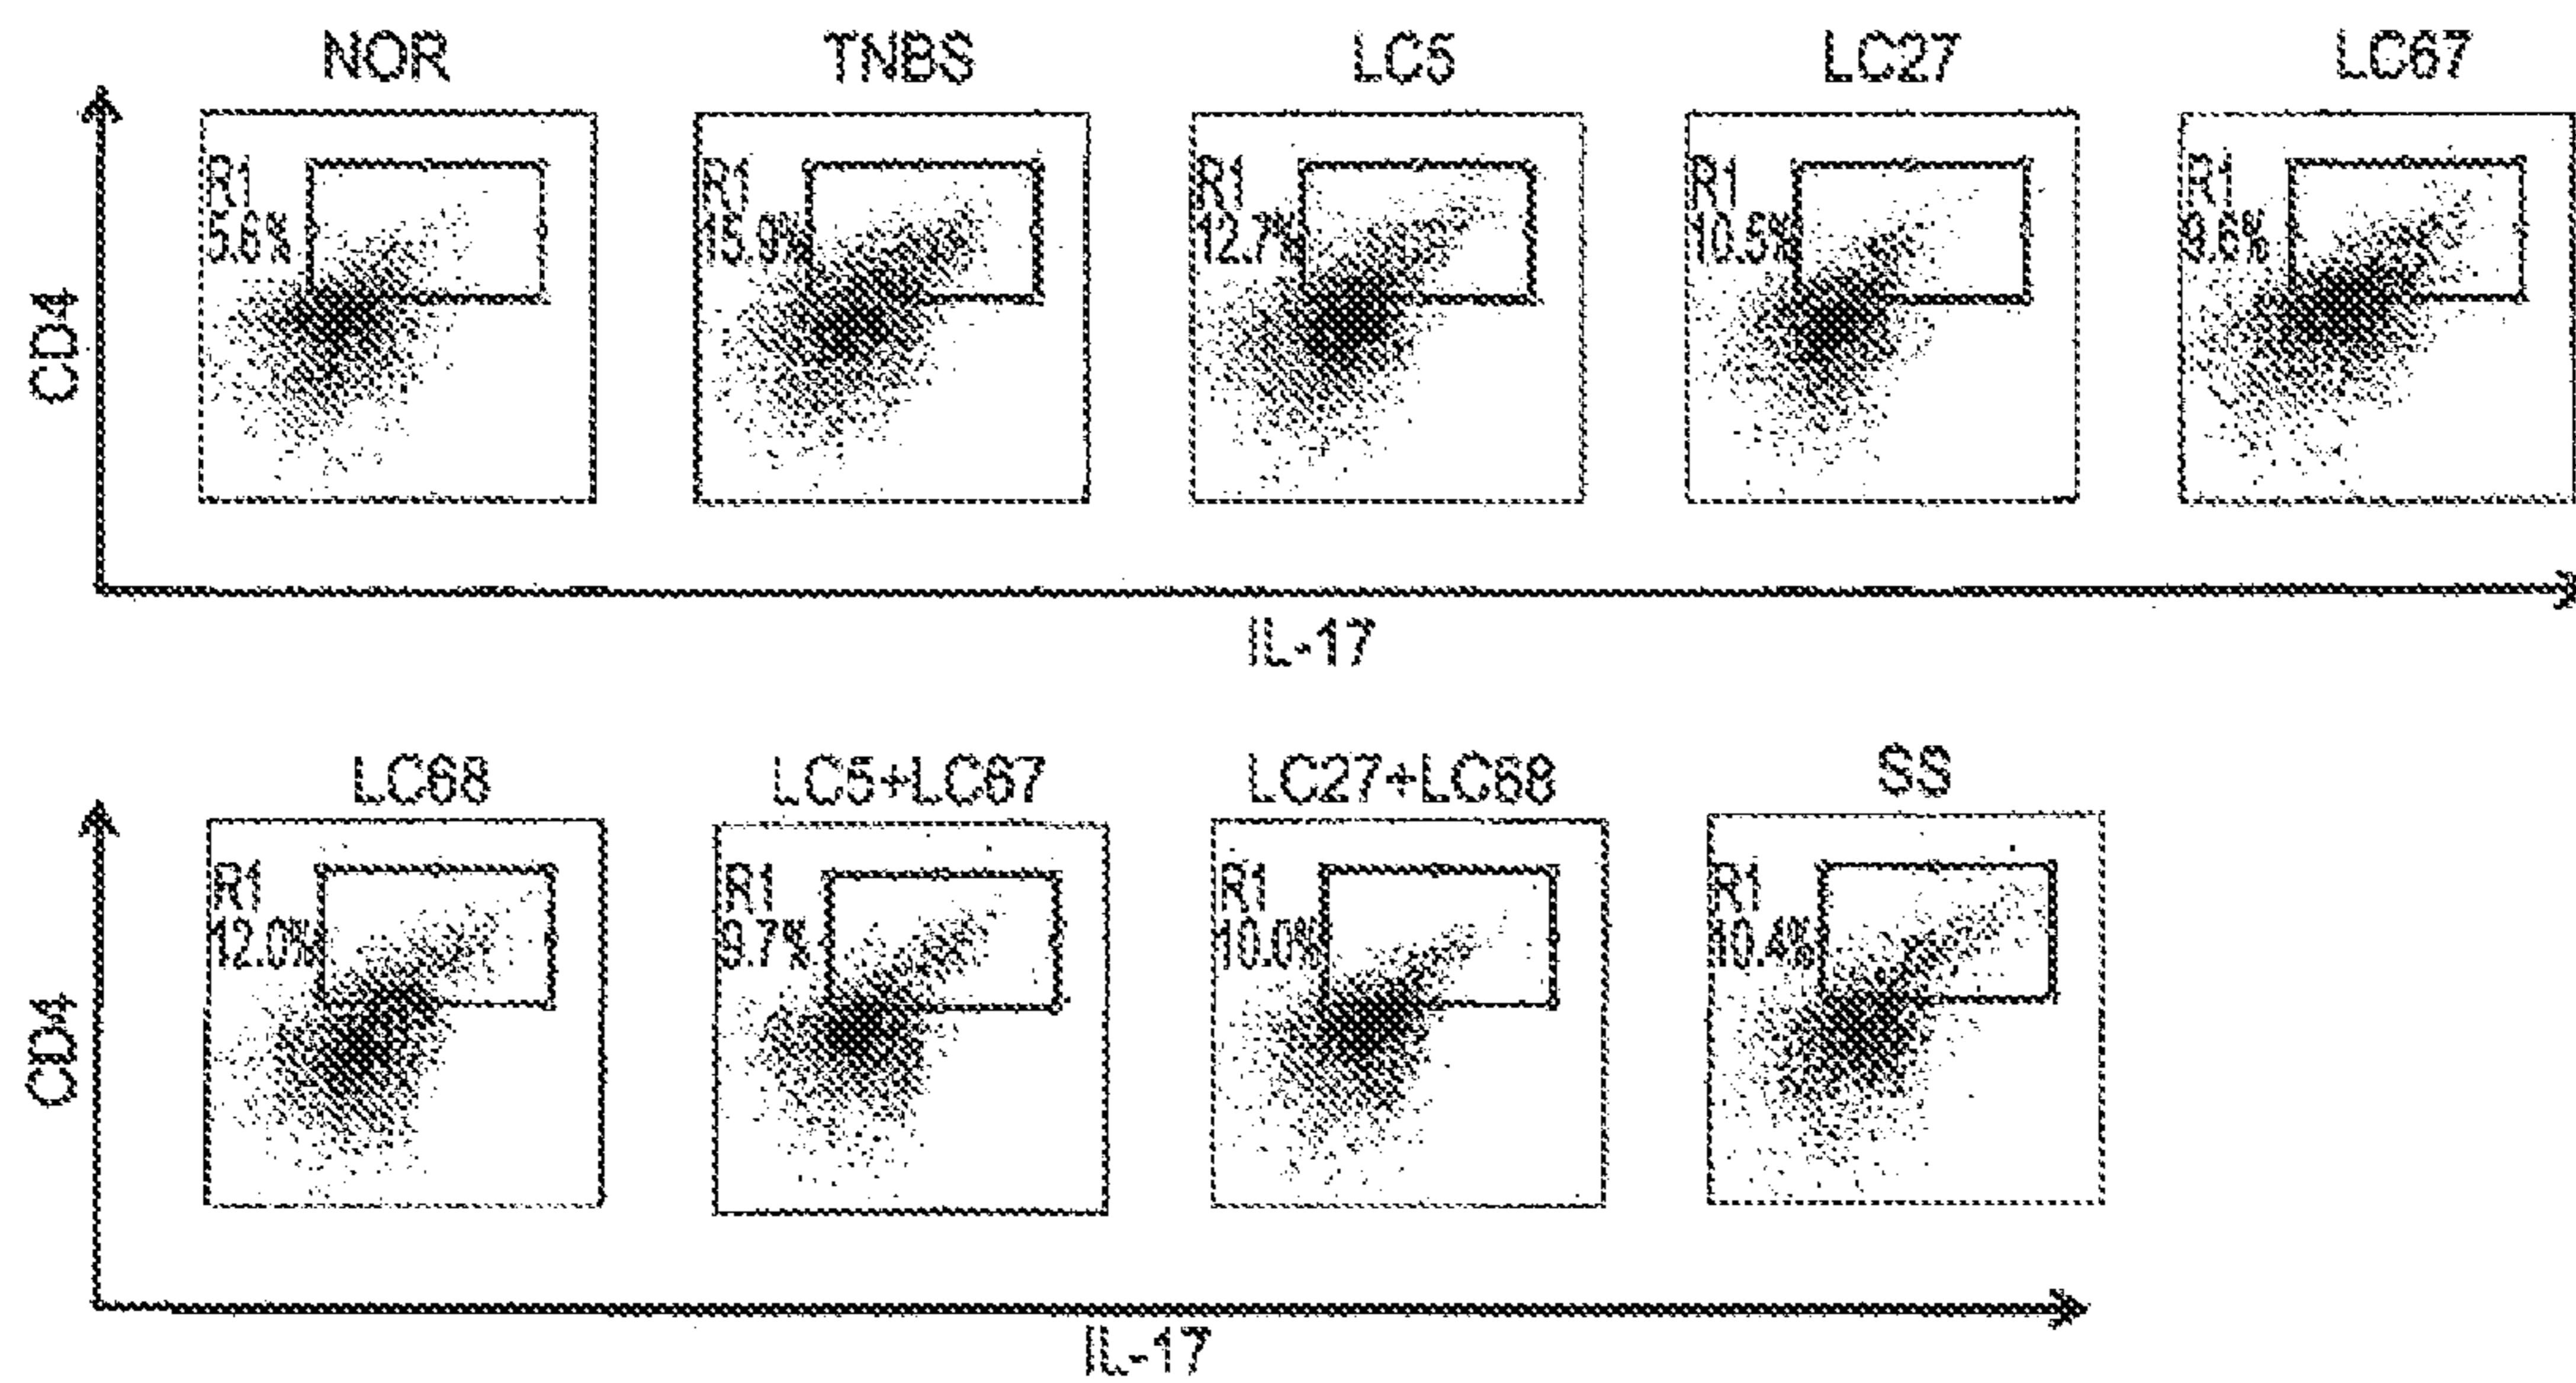 NOR TNBS LC5 LC27 LC67
R1 R1 R1 R1 R1
5.6% 15.9% 12.7% 10.5% 9.6%
CD4
IL-17
LC68 LC5+LC67 LC27+LC68 SS
R1 R1 R1 R1
12.0% 9.7% 10.0% 10.4%
CD4
IL-17